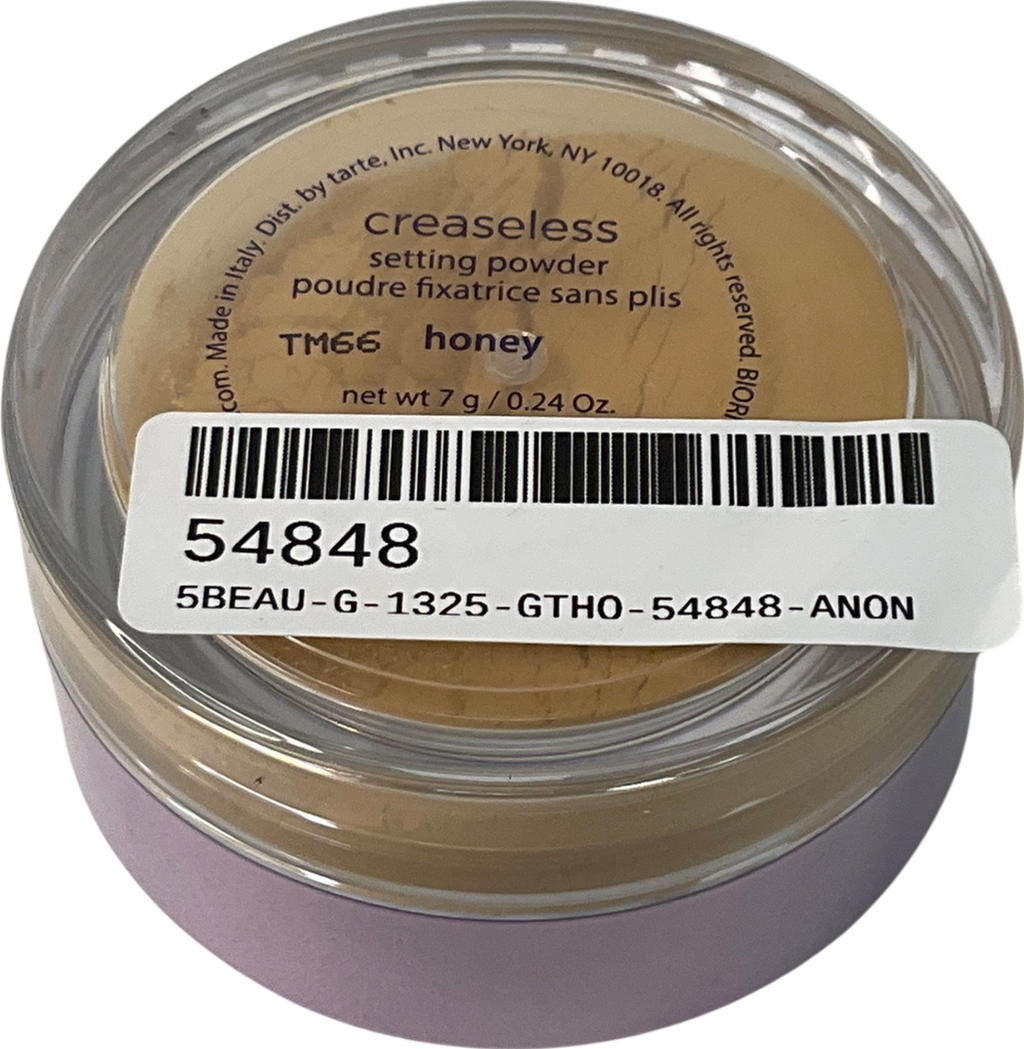 .com. Made in Italy. Dist. by tarte, Inc. New York, NY 10018. All rights reserved.
creaseless
setting powder
poudre fixatrice sans plis
TM66 honey
net wt 7 g / 0.24 Oz.
54848
5BEAU-G-1325-GTHO-54848-ANON